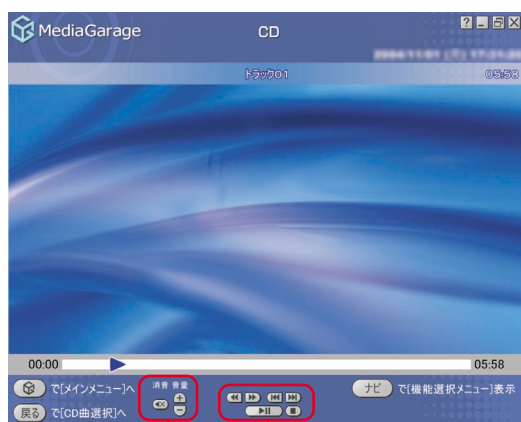 MediaGarage
CD
トラック01
05:58
00:00
05:58
で[メインメニュー]へ
消音 音量
ナビ で[機能選択メニュー]表示
戻る で[CD曲選択]へ